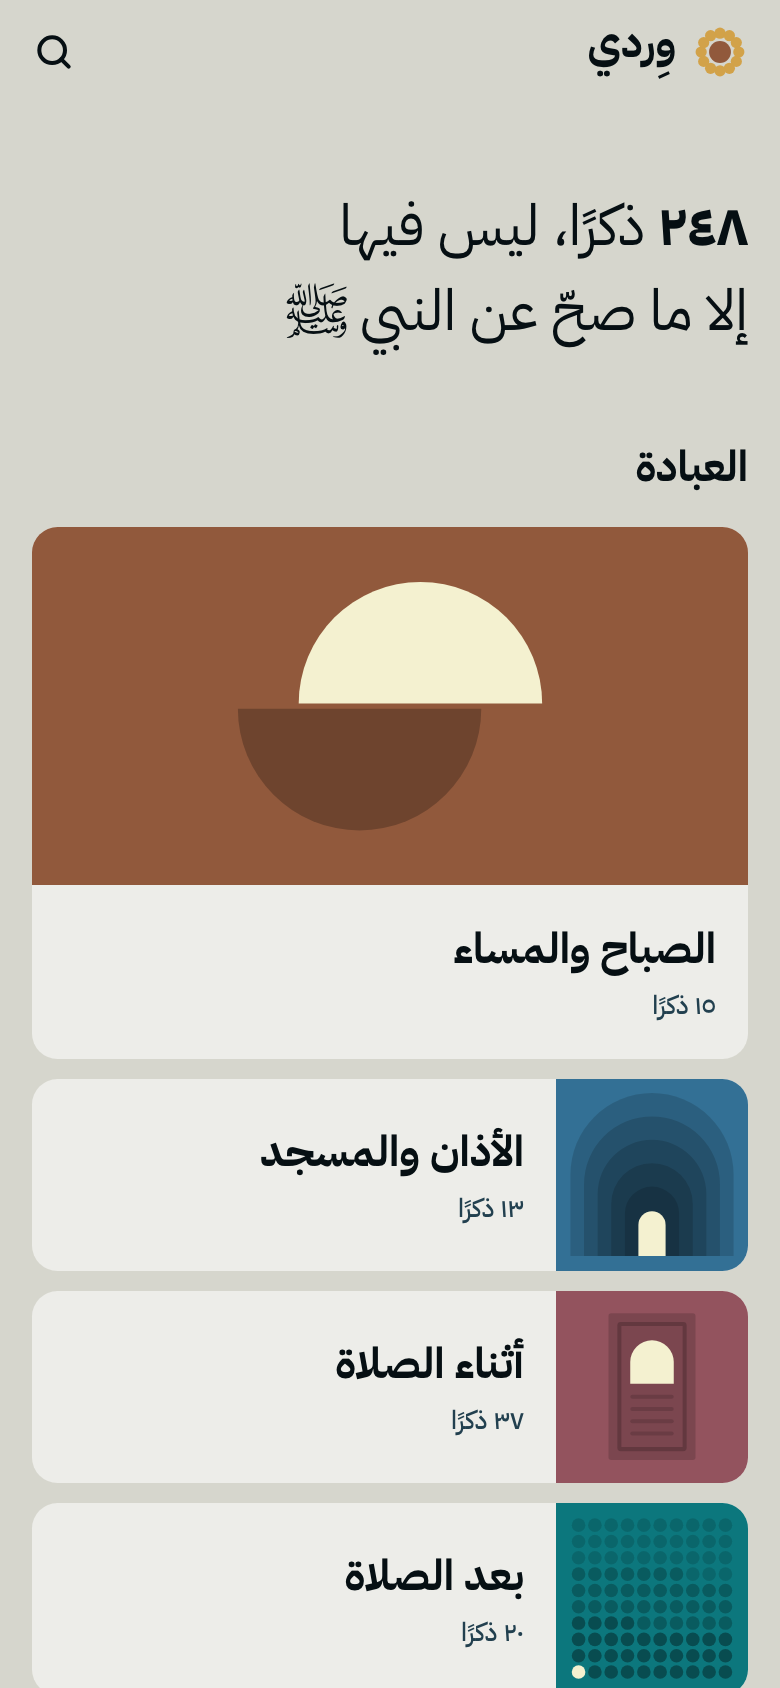 وِردي
٢٤٨ ذكرًا، ليس فيها
إلا ما صحّ عن النبي ﷺ
العبادة
الصباح والمساء
١٥ ذكرًا
الأذان والمسجد
١٣ ذكرًا
أثناء الصلاة
٣٧ ذكرًا
بعد الصلاة
٢٠ ذكرًا